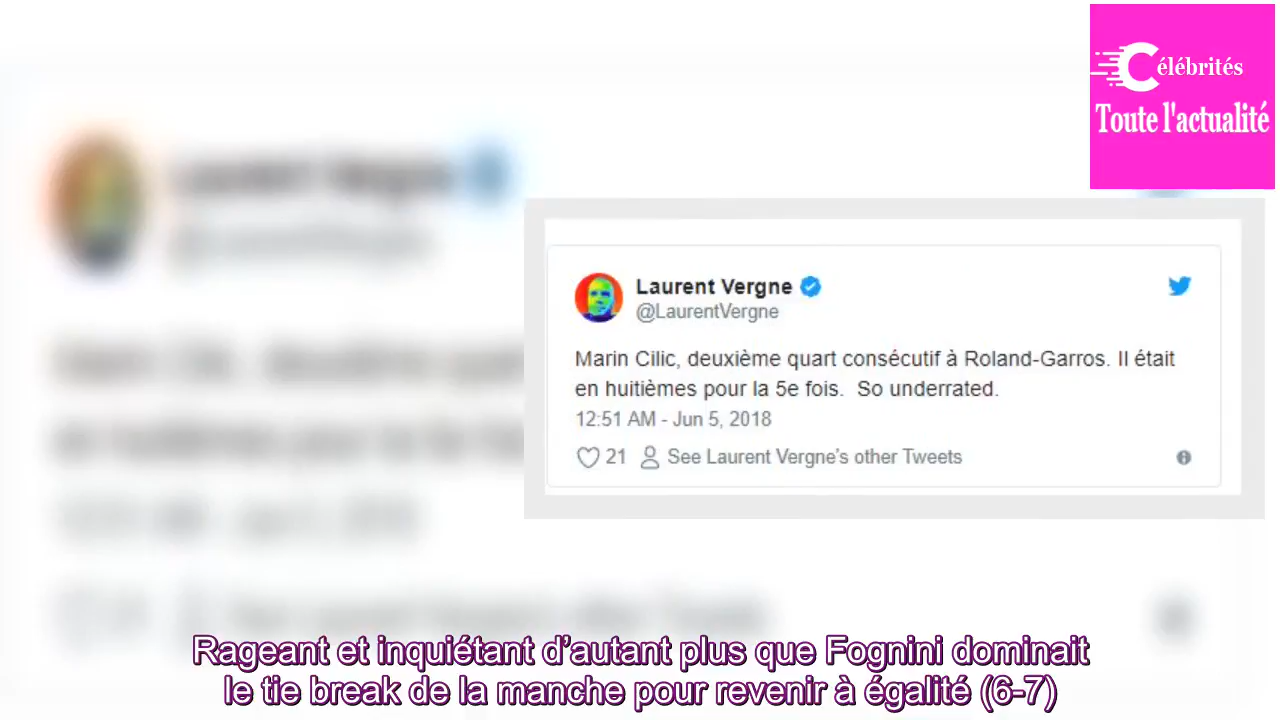 Célébrités
Toute l'actualité
Laurent Vergne
@LaurentVergne
Marin Cilic, deuxième quart consécutif à Roland-Garros. Il était
en huitièmes pour la 5e fois.  So underrated.
12:51 AM - Jun 5, 2018
21 See Laurent Vergne's other Tweets
Rageant et inquiétant d’autant plus que Fognini dominait
le tie break de la manche pour revenir à égalité (6-7)